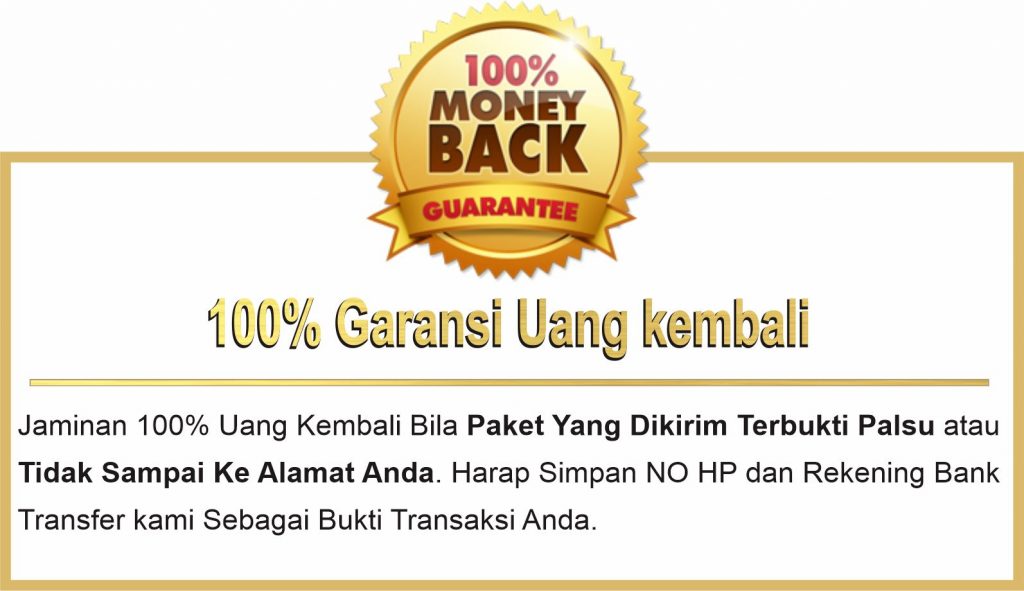 100%
MONEY
BACK
GUARANTEE
100% Garansi Uang kembali
Jaminan 100% Uang Kembali Bila Paket Yang Dikirim Terbukti Palsu atau
Tidak Sampai Ke Alamat Anda. Harap Simpan NO HP dan Rekening Bank
Transfer kami Sebagai Bukti Transaksi Anda.